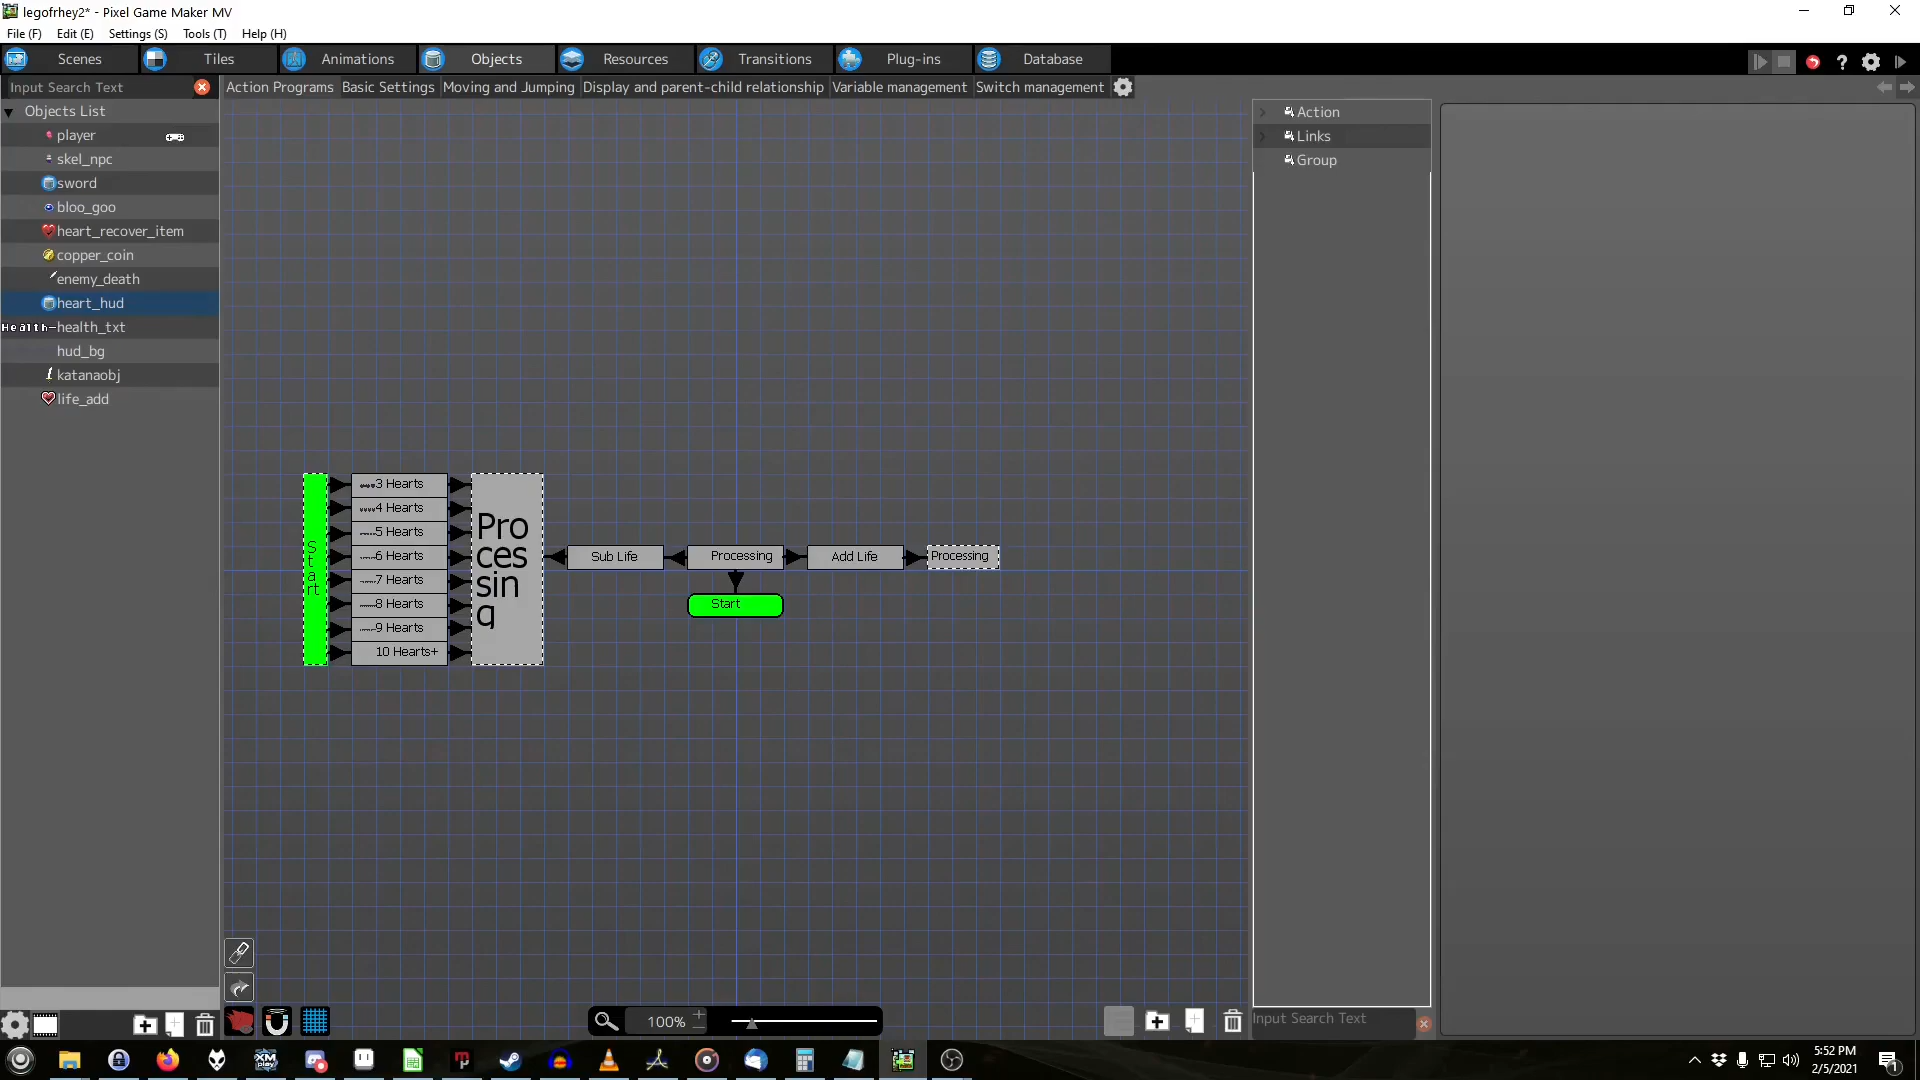 legofrhey2* - Pixel Game Maker MV
File (F) Edit (E) Settings (S) Tools (T) Help (H)
Scenes Tiles Animations Objects Resources Transitions Plug-ins Database
Input Search Text
Action Programs Basic Settings Moving and Jumping Display and parent-child relationship Variable management Switch management
Objects List
player
skel_npc
sword
bloo_goo
heart_recover_item
copper_coin
enemy_death
heart_hud
Health-health_txt
hud_bg
katanaobj
life_add
Start
3 Hearts
4 Hearts
5 Hearts
6 Hearts
7 Hearts
8 Hearts
9 Hearts
10 Hearts+
Pro
ces
sin
g
Sub Life Processing Add Life Processing
Start
Action
Links
Group
100%
Input Search Text
5:52 PM
2/5/2021